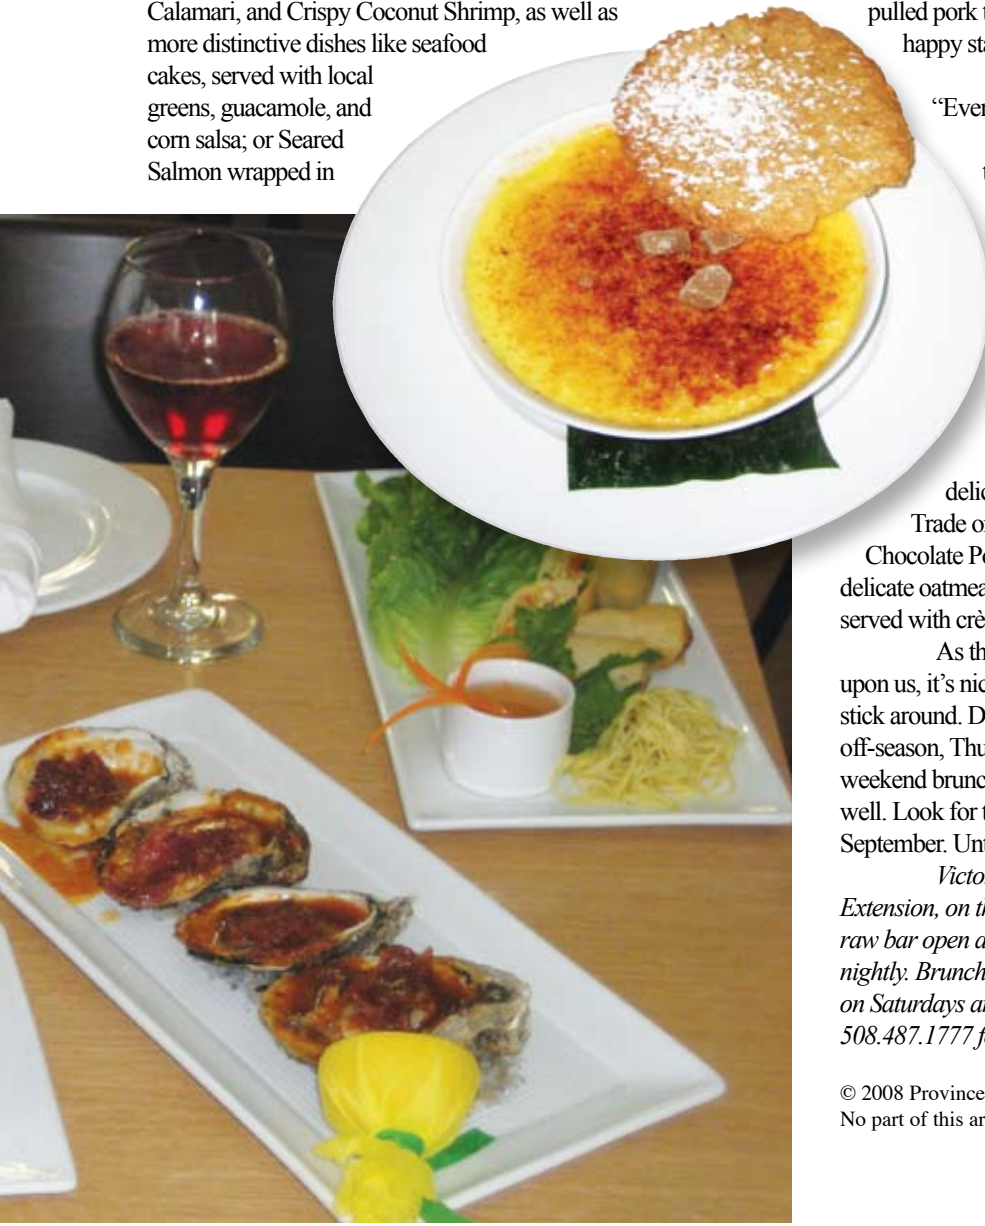 Calamari, and Crispy Coconut Shrimp, as well as
more distinctive dishes like seafood
cakes, served with local
greens, guacamole, and
corn salsa; or Seared
Salmon wrapped in
pulled pork t
happy sta
“Ever
t
delic
Trade or
Chocolate Po
delicate oatmea
served with crè
As th
upon us, it’s nic
stick around. D
off-season, Thu
weekend brunc
well. Look for t
September. Unt
Victo
Extension, on th
raw bar open a
nightly. Brunch
on Saturdays a
508.487.1777 f
© 2008 Province
No part of this ar